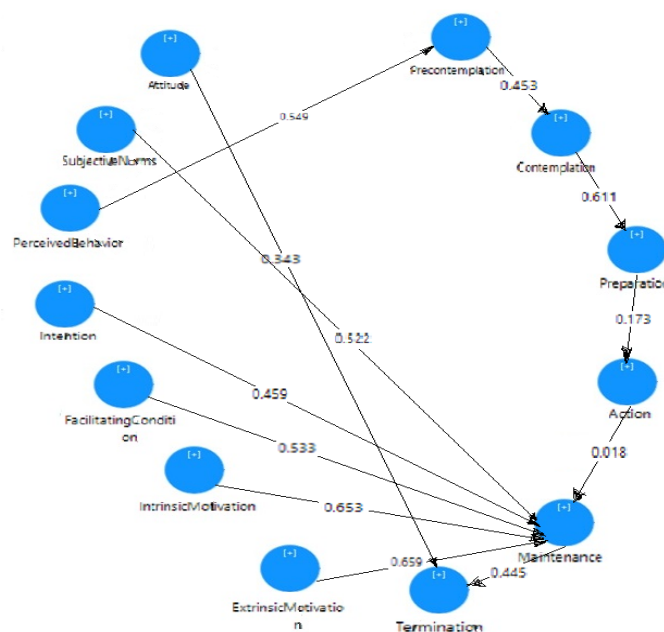 [+]
Precontemplation
[+]
Attitude
0.453
0.549
[+]
SubjectiveNorms
[+]
Contemplation
0.611
[+]
PerceivedBehavior
[+]
Preparation
0.343
[+]
Intention
0.173
0.522
[+]
FacilitatingCondition
[+]
Action
0.459
0.533
0.018
[+]
IntrinsicMotivation
0.653
[+]
Maintenance
0.659
0.445
[+]
ExtrinsicMotivation
[+]
Termination